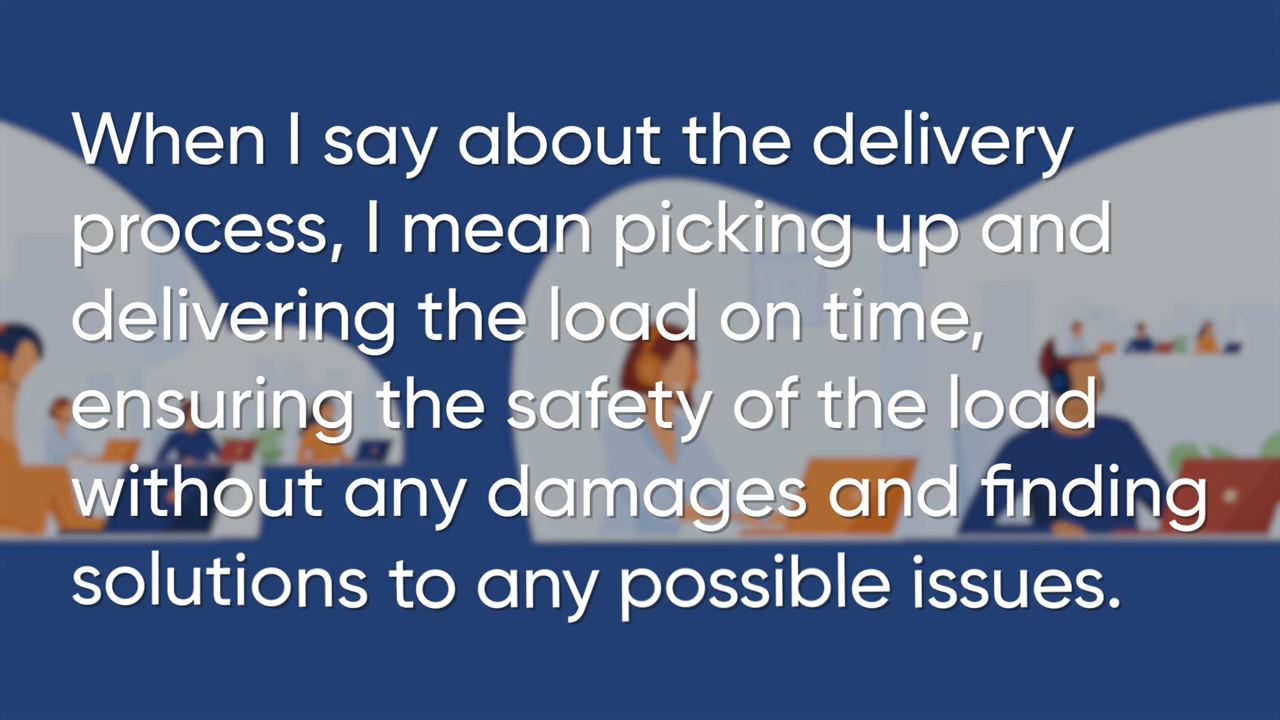 When I say about the delivery
process, I mean picking up and
delivering the load on time,
ensuring the safety of the load
without any damages and finding
solutions to any possible issues.